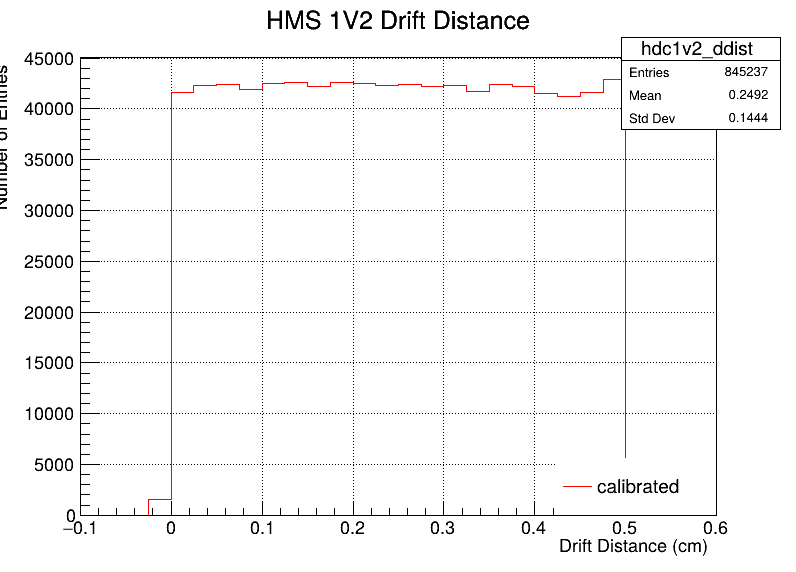 HMS 1V2 Drift Distance
hdc1v2_ddist
Entries 845237
Mean 0.2492
Std Dev 0.1444
Number of Entries
45000
40000
35000
30000
25000
20000
15000
10000
5000
0
−0.1 0 0.1 0.2 0.3 0.4 0.5 0.6
calibrated
Drift Distance (cm)